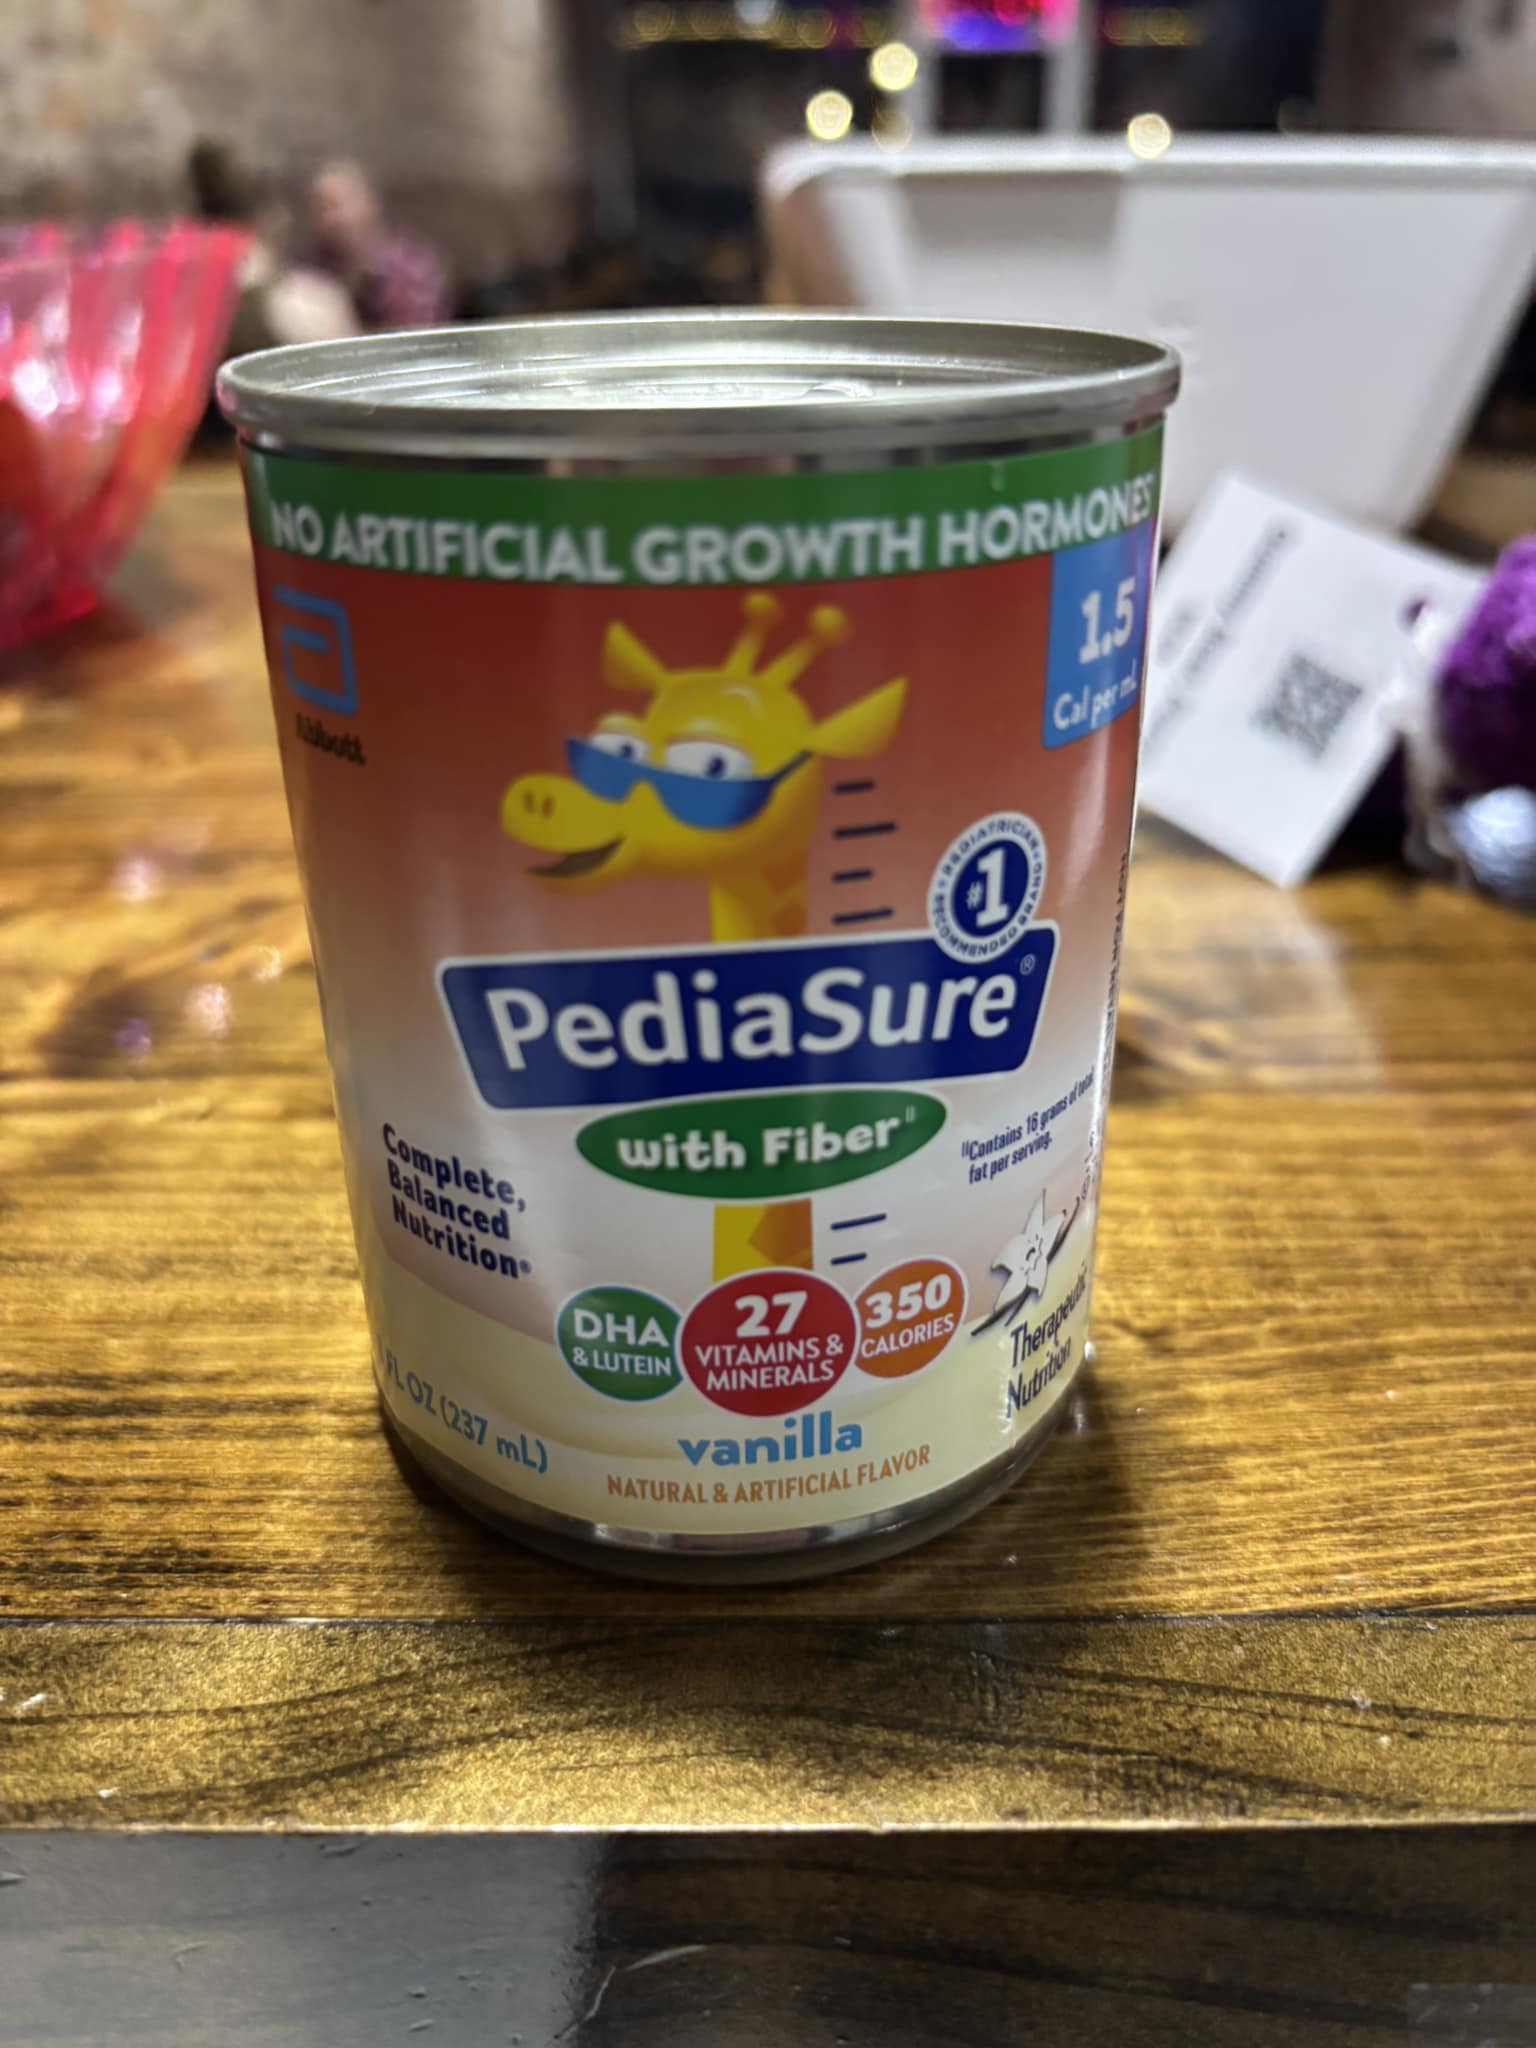 NO ARTIFICIAL GROWTH HORMONES
Abbott
1.5
Cal per mL
PEDIATRICIAN RECOMMENDED BRAND
#1
PediaSure®
with Fiber||
||Contains 16 grams of total
fat per serving.
Complete,
Balanced
Nutrition®
DHA
& LUTEIN
27
VITAMINS &
MINERALS
350
CALORIES
Therapeutic
Nutrition
FL OZ (237 mL)
vanilla
NATURAL & ARTIFICIAL FLAVOR